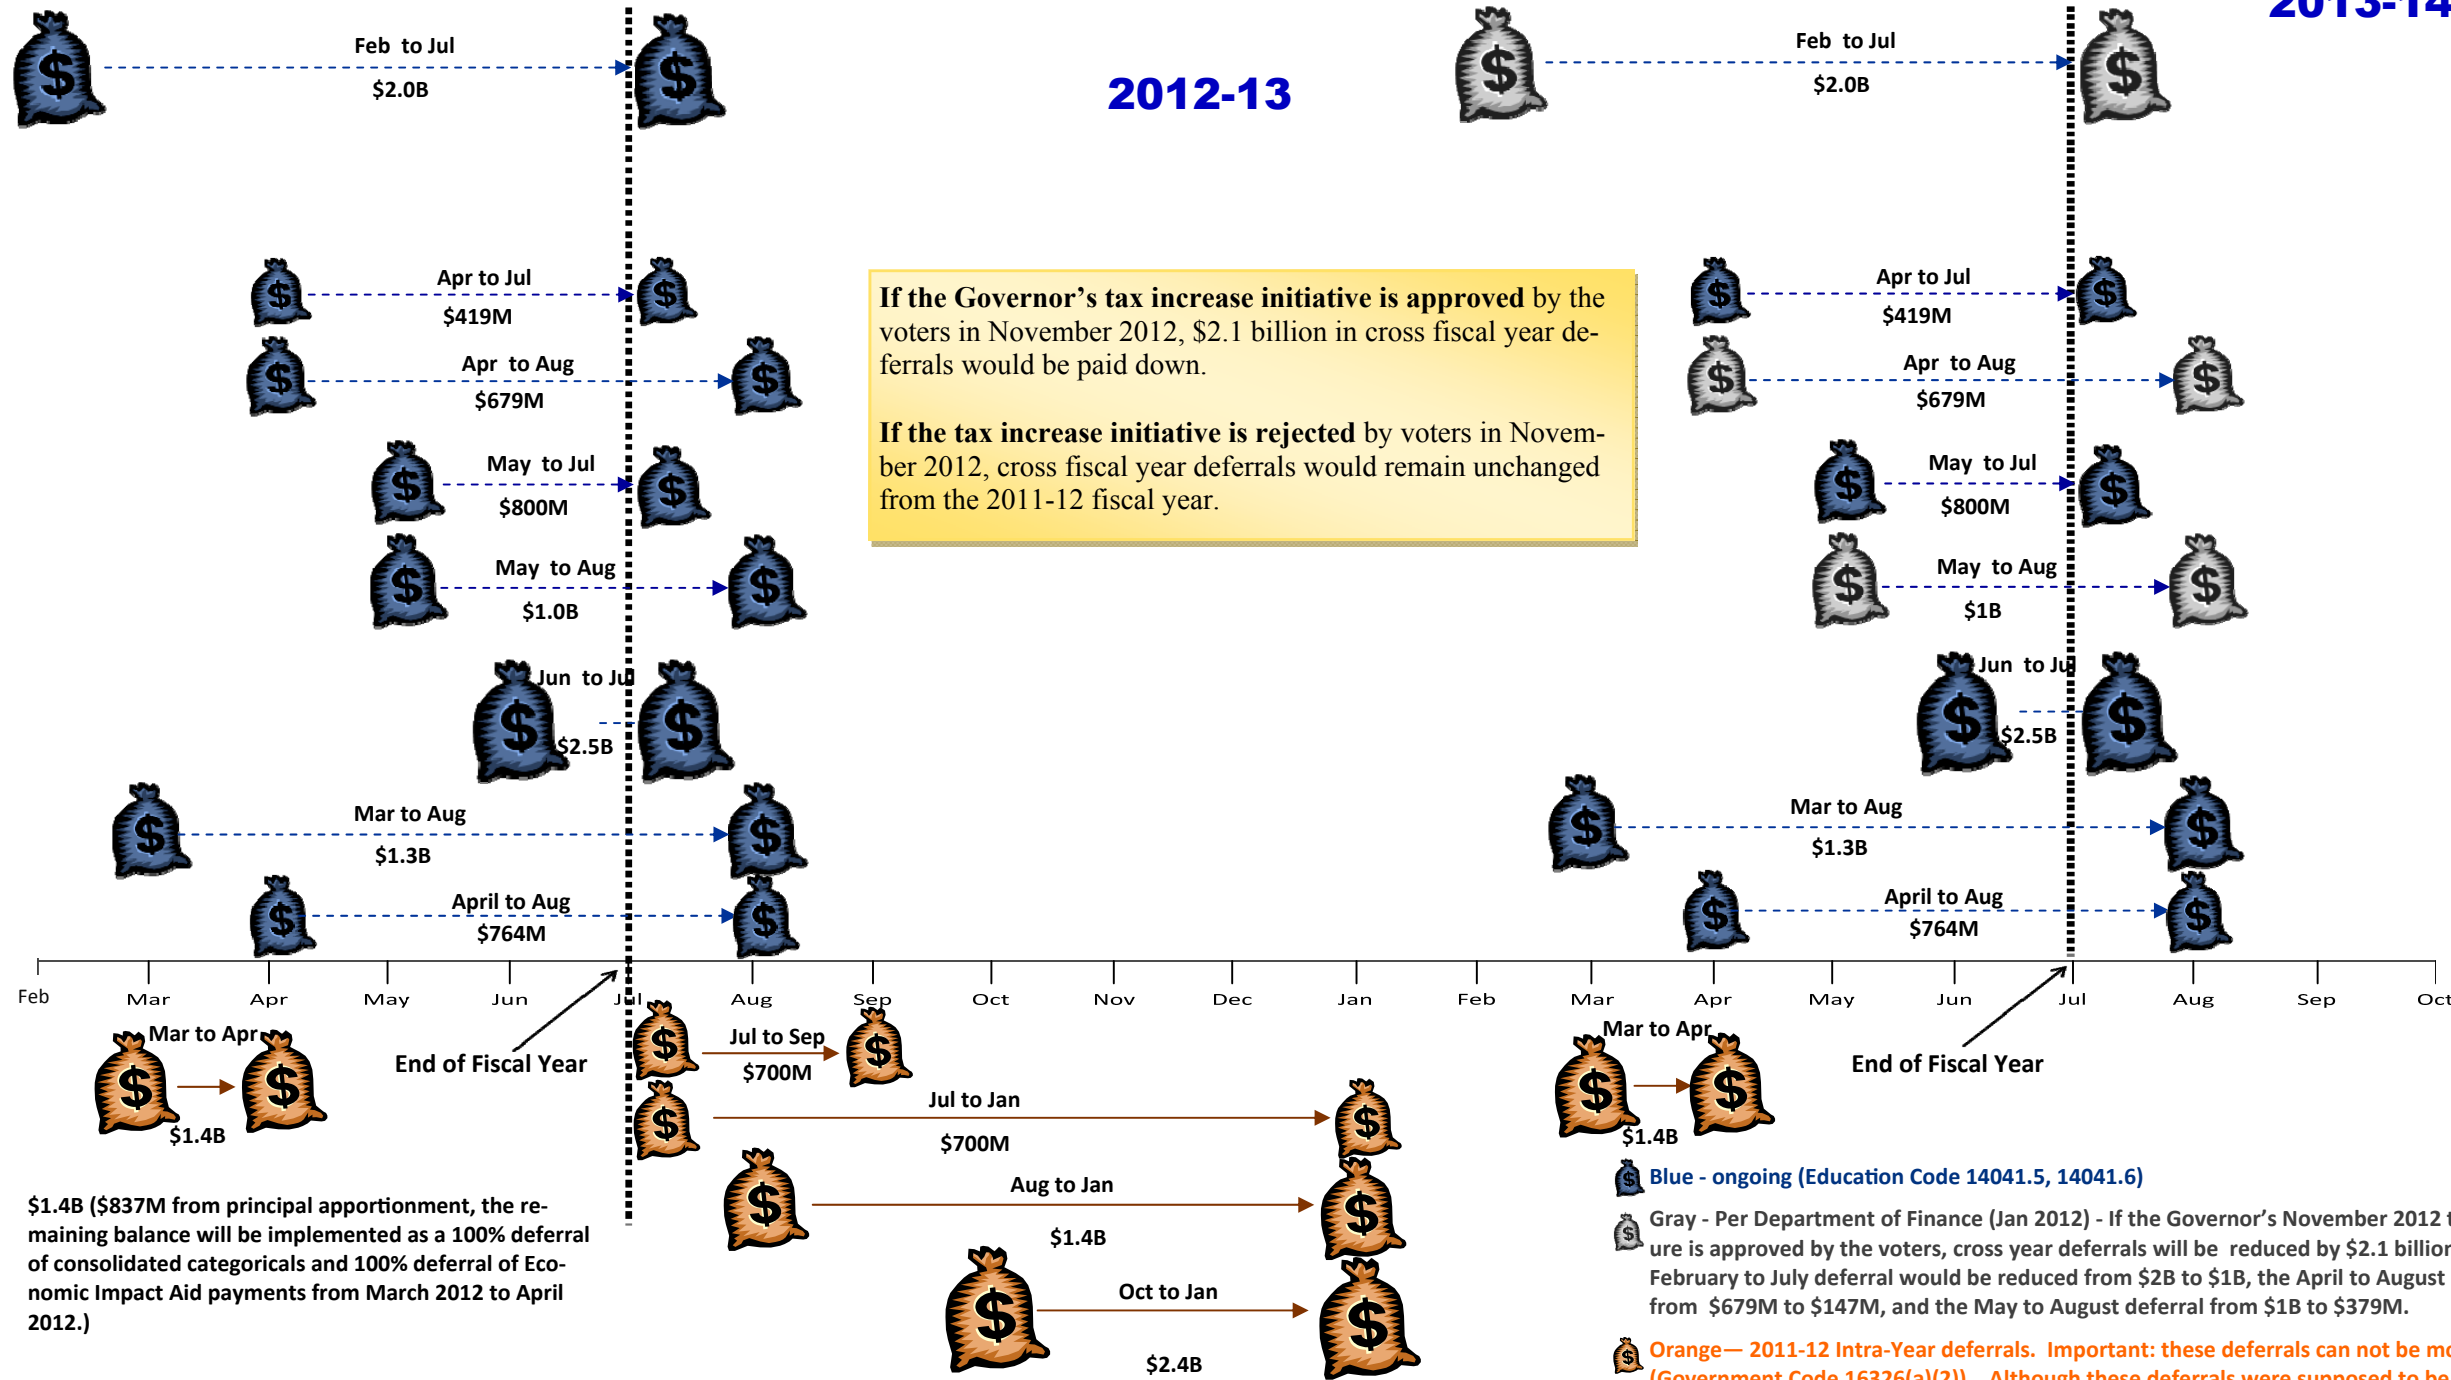 2013-14
Feb to Jul
$2.0B
2012-13
Feb to Jul
$2.0B
Apr to Jul
$419M
Apr to Aug
$679M
May to Jul
$800M
May to Aug
$1.0B
Jun to Jul
$2.5B
Mar to Aug
$1.3B
April to Aug
$764M
If the Governor's tax increase initiative is approved by the
voters in November 2012, $2.1 billion in cross fiscal year de-
ferrals would be paid down.
If the tax increase initiative is rejected by voters in Novem-
ber 2012, cross fiscal year deferrals would remain unchanged
from the 2011-12 fiscal year.
Apr to Jul
$419M
Apr to Aug
$679M
May to Jul
$800M
May to Aug
$1B
Jun to Jul
$2.5B
Mar to Aug
$1.3B
April to Aug
$764M
Feb Mar Apr May Jun Jul Aug Sep Oct Nov Dec Jan Feb Mar Apr May Jun Jul Aug Sep Oct
Mar to Apr
$1.4B
End of Fiscal Year
Jul to Sep
$700M
Jul to Jan
$700M
Aug to Jan
$1.4B
Oct to Jan
$2.4B
Mar to Apr
$1.4B
End of Fiscal Year
$1.4B ($837M from principal apportionment, the re-
maining balance will be implemented as a 100% deferral
of consolidated categoricals and 100% deferral of Eco-
nomic Impact Aid payments from March 2012 to April
2012.)
Blue - ongoing (Education Code 14041.5, 14041.6)
Gray - Per Department of Finance (Jan 2012) - If the Governor's November 2012
ure is approved by the voters, cross year deferrals will be reduced by $2.1 billion
February to July deferral would be reduced from $2B to $1B, the April to August
from $679M to $147M, and the May to August deferral from $1B to $379M.
Orange— 2011-12 Intra-Year deferrals. Important: these deferrals can not be
(Government Code 16326(a)(2)) Although these deferrals were supposed to be